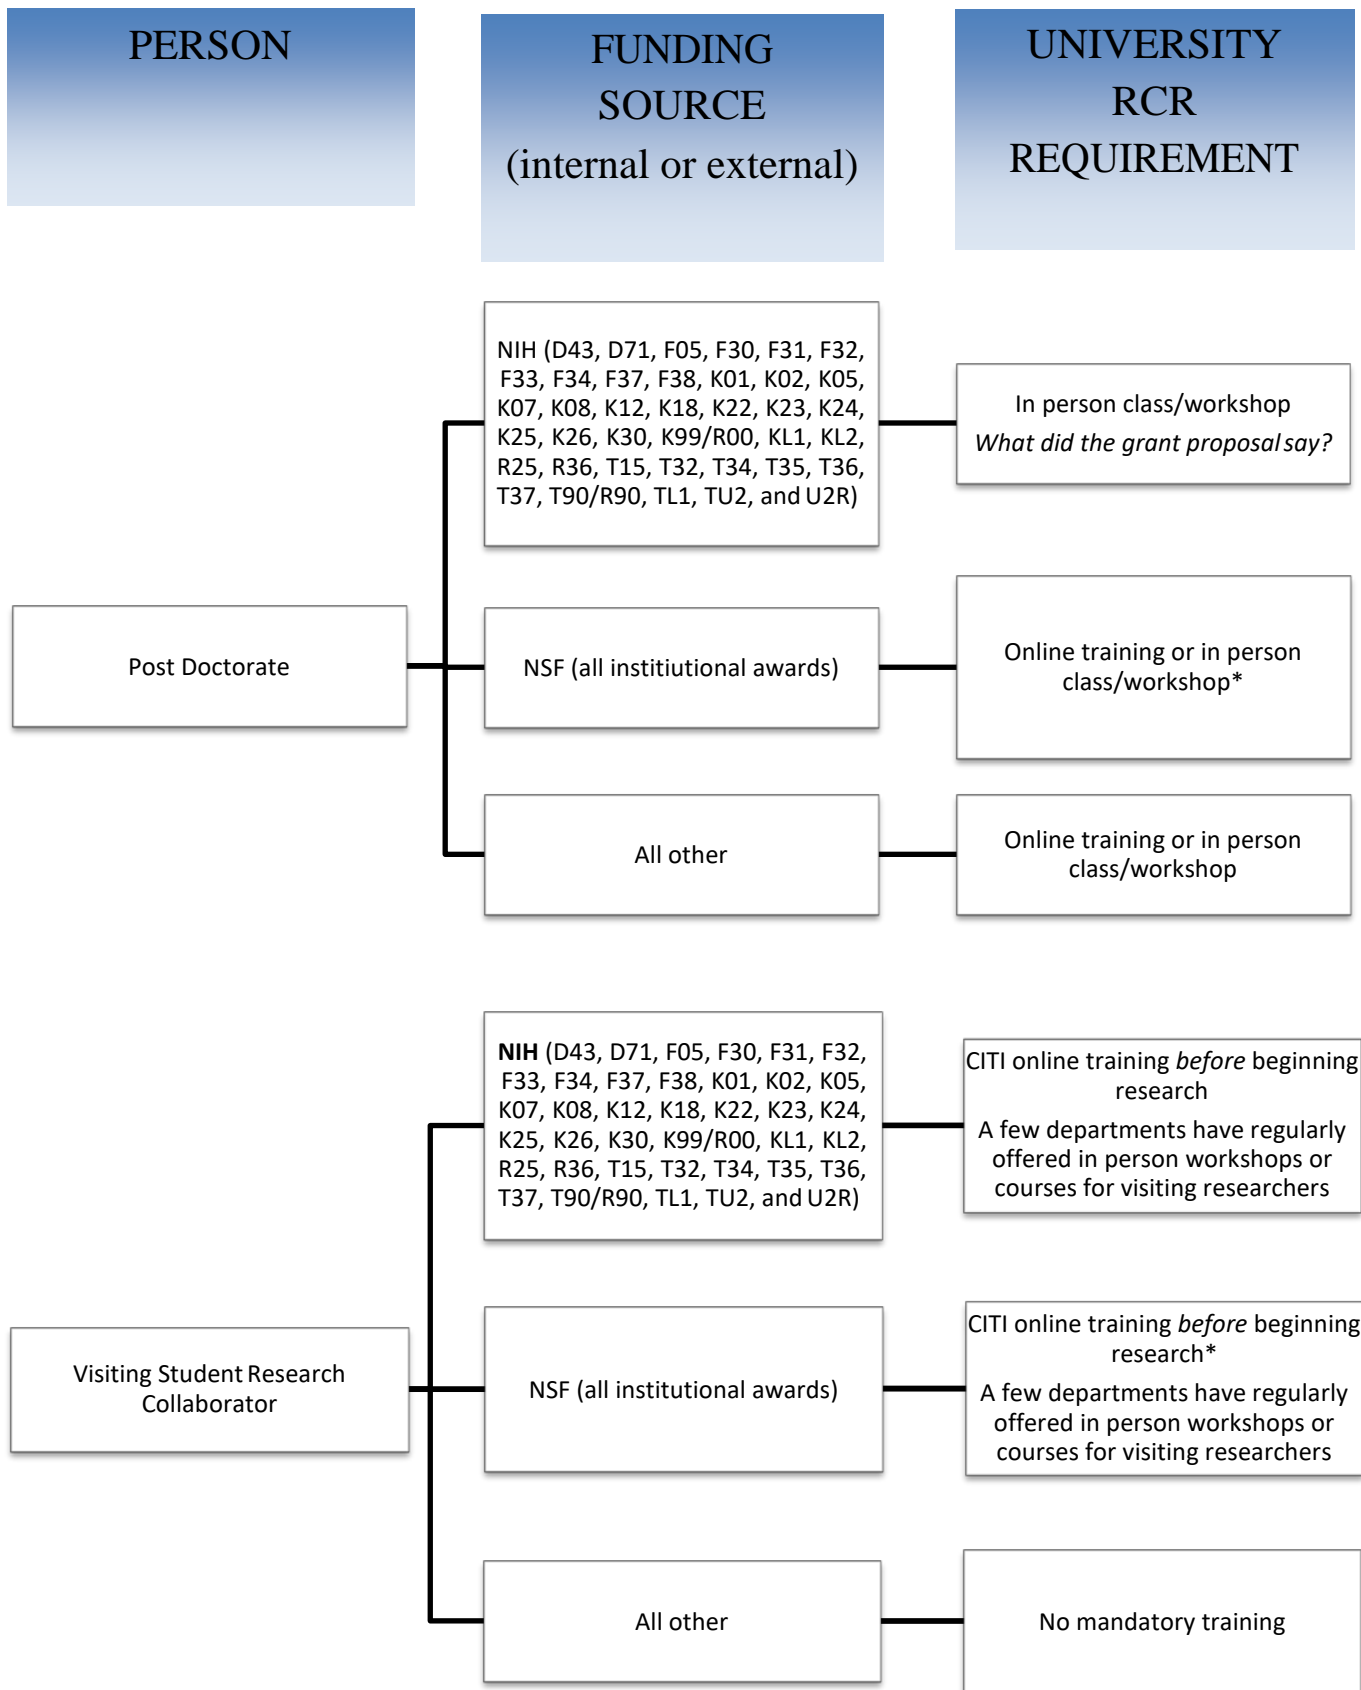 PERSON
FUNDING
SOURCE
(internal or external)
UNIVERSITY
RCR
REQUIREMENT
NIH (D43, D71, F05, F30, F31, F32,
F33, F34, F37, F38, K01, K02, K05,
K07, K08, K12, K18, K22, K23, K24,
K25, K26, K30, K99/R00, KL1, KL2,
R25, R36, T15, T32, T34, T35, T36,
T37, T90/R90, TL1, TU2, and U2R)
In person class/workshop
What did the grant proposal say?
Post Doctorate
NSF (all institiutional awards)
Online training or in person
class/workshop*
All other
Online training or in person
class/workshop
NIH (D43, D71, F05, F30, F31, F32,
F33, F34, F37, F38, K01, K02, K05,
K07, K08, K12, K18, K22, K23, K24,
K25, K26, K30, K99/R00, KL1, KL2,
R25, R36, T15, T32, T34, T35, T36,
T37, T90/R90, TL1, TU2, and U2R)
CITI online training before beginning
research
A few departments have regularly
offered in person workshops or
courses for visiting researchers
Visiting Student Research
Collaborator
NSF (all institutional awards)
CITI online training before beginning
research*
A few departments have regularly
offered in person workshops or
courses for visiting researchers
All other
No mandatory training